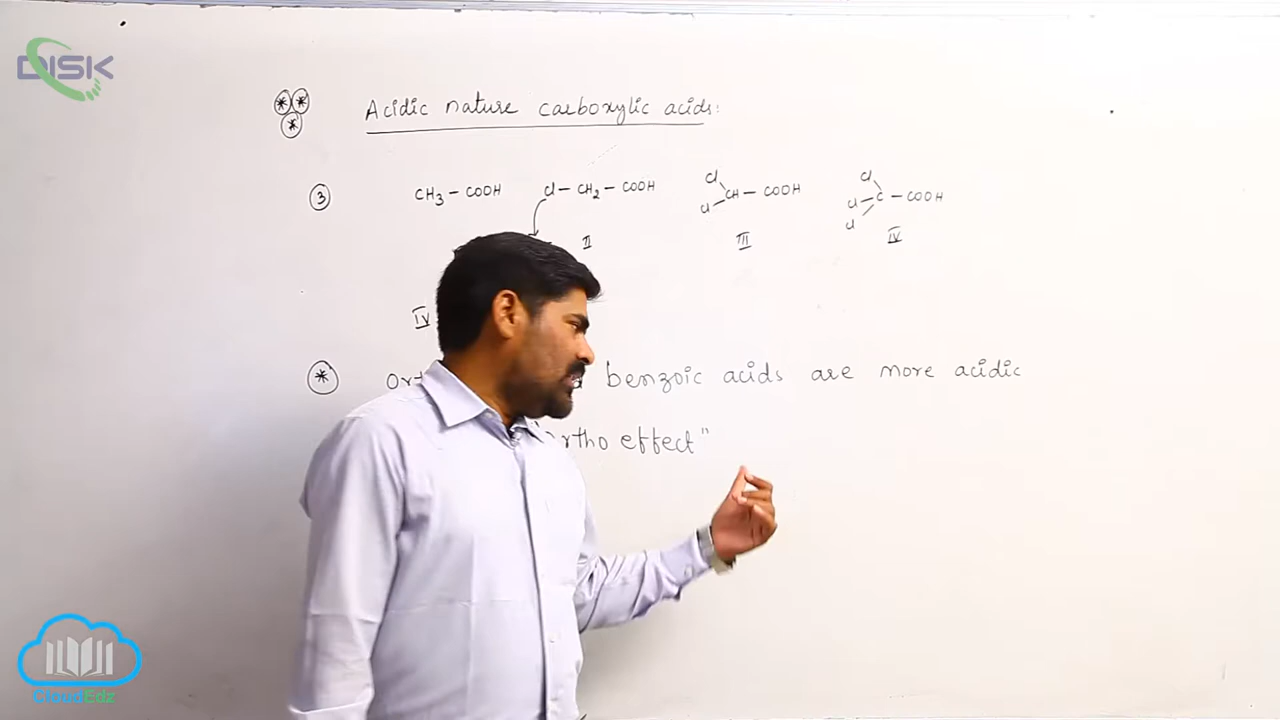 DISK
Acidic nature carboxylic acids:
③ CH3 — COOH Cl — CH2 — COOH Cl Cl CH — COOH Cl Cl Cl C — COOH
II III IV
IV
* benzoic acids are more acidic
ortho effect"
CloudEdz